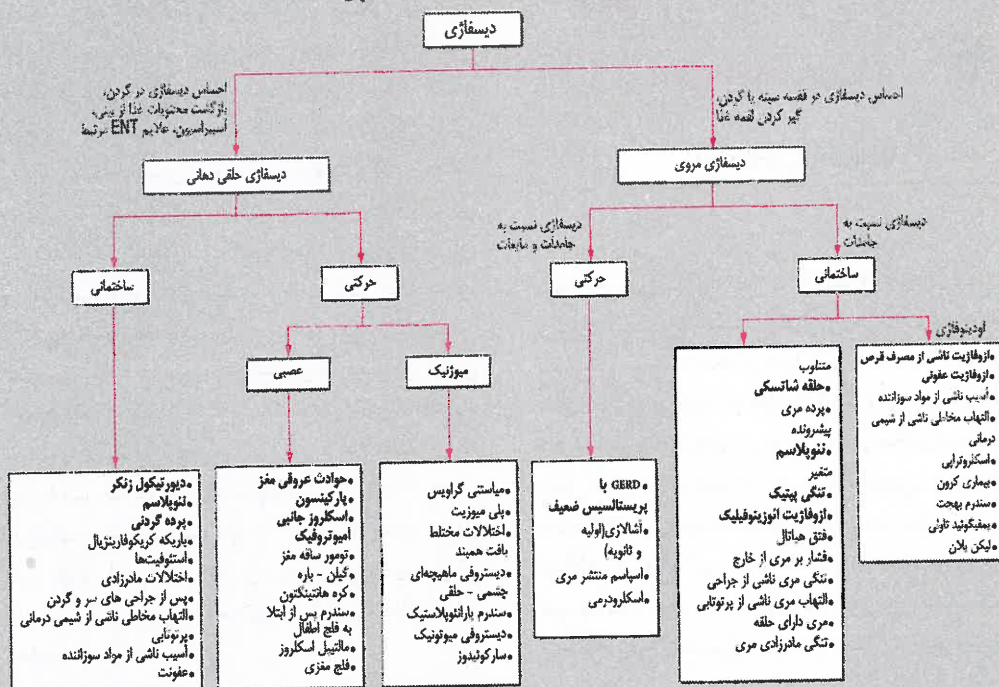 دیسفاژی
احساس دیسفاژی در قفسه سینه یا گردن،
گیر کردن لقمه غذا
احساس دیسفاژی در گردن،
بازگشت محتویات غذا از بینی،
آسپیراسیون، علایم ENT مرتبط
دیسفاژی مروی
دیسفاژی حلقی دهانی
دیسفاژی نسبت به
جامدات
دیسفاژی نسبت به
جامدات و مایعات
ساختمانی
حرکتی
حرکتی
ساختمانی
میوژنیک
عصبی
اودینوفاژی
•ازوفاژیت ناشی از مصرف قرص
•ازوفاژیت عفونی
•آسیب ناشی از مواد سوزاننده
•التهاب مخاطی ناشی از شیمی
درمانی
•اسکلروتراپی
•بیماری کرون
•سندرم بهجت
•پمفیگوئید تاولی
•لیکن پلان
متناوب
•حلقه شاتسکی
•پرده مری
پیشرونده
•نئوپلاسم
متغیر
•تنگی پپتیک
•ازوفاژیت ائوزینوفیلیک
•فتق هیاتال
•فشار بر مری از خارج
•تنگی مری ناشی از جراحی
•التهاب مری ناشی از پرتوتابی
•مری دارای حلقه
•تنگی مادرزادی مری
•GERD با
پریستالسیس ضعیف
•آشالازی(اولیه
و ثانویه)
•اسپاسم منتشر مری
•اسکلرودرمی
•میاستنی گراویس
•پلی میوزیت
•اختلالات مختلط
بافت همبند
•دیستروفی ماهیچه‌ای
چشمی - حلقی
•سندرم پارانئوپلاستیک
•دیستروفی میوتونیک
•سارکوئیدوز
•حوادث عروقی مغز
•پارکینسون
•اسکلروز جانبی
آمیوتروفیک
•تومور ساقه مغز
•گیلن - باره
•کره هانتینگتون
•سندرم پس از ابتلا
به فلج اطفال
•مالتیپل اسکلروز
•فلج مغزی
•دیورتیکول زنکر
•نئوپلاسم
•پرده گردنی
•باریکه کریکوفارینژیال
•استئوفیت‌ها
•اختلالات مادرزادی
•پس از جراحی های سر و گردن
•التهاب مخاطی ناشی از شیمی درمانی
•پرتوتابی
•آسیب ناشی از مواد سوزاننده
•عفونت